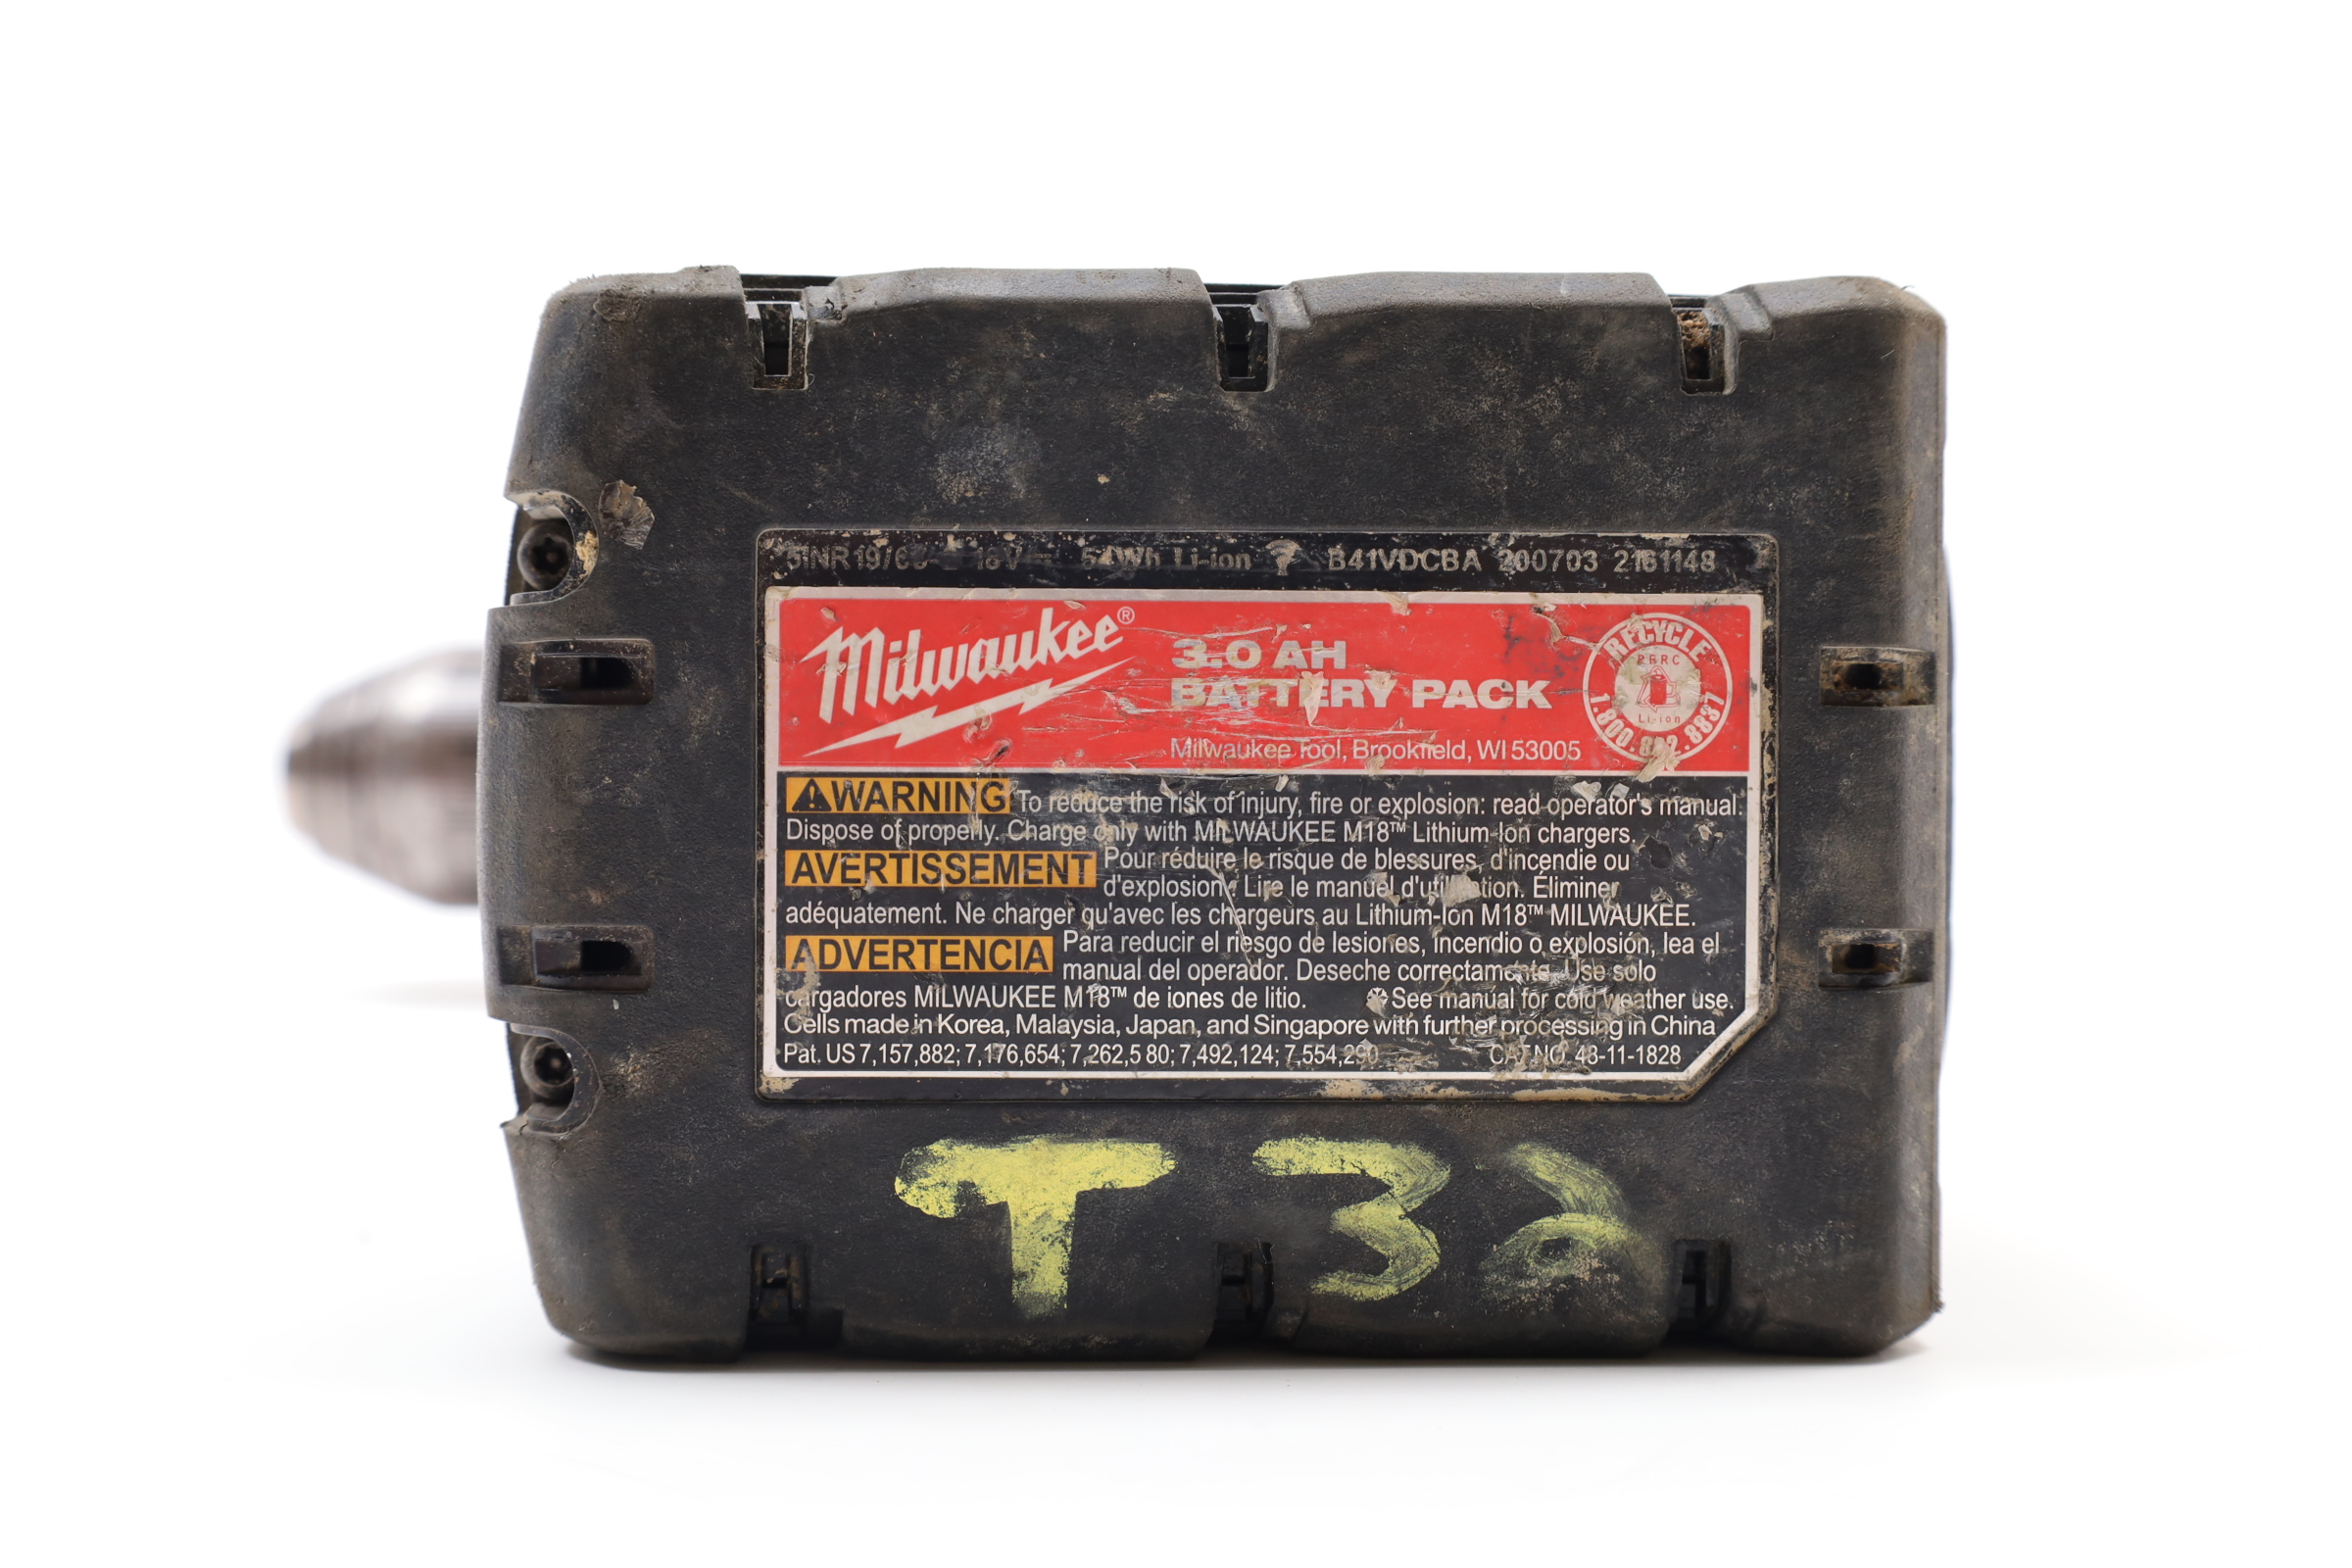 5INR19/66 18V 54Wh Li-ion B41VDCBA 200703 2161148
Milwaukee®
3.0 AH
BATTERY PACK
Milwaukee Tool, Brookfield, WI 53005
RECYCLE
PBRC
Li-ion
1.800.822.8837
WARNING To reduce the risk of injury, fire or explosion: read operator's manual.
Dispose of properly. Charge only with MILWAUKEE M18™ Lithium-Ion chargers.
AVERTISSEMENT Pour réduire le risque de blessures, d'incendie ou
d'explosion: Lire le manuel d'utilisation. Éliminer
adéquatement. Ne charger qu'avec les chargeurs au Lithium-Ion M18™ MILWAUKEE.
ADVERTENCIA Para reducir el riesgo de lesiones, incendio o explosión, lea el
manual del operador. Deseche correctamente. Use solo
cargadores MILWAUKEE M18™ de iones de litio. See manual for cold weather use.
Cells made in Korea, Malaysia, Japan, and Singapore with further processing in China
Pat. US 7,157,882; 7,176,654; 7,262,580; 7,492,124; 7,554,290 CAT.NO. 48-11-1828
T 32